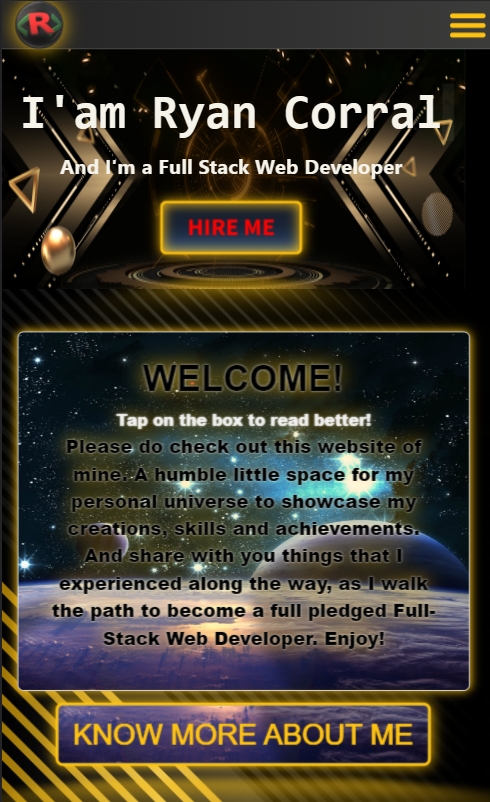 R
I'am Ryan Corral
And I'm a Full Stack Web Developer
HIRE ME
WELCOME!
Tap on the box to read better!
Please do check out this website of
mine. A humble little space for my
personal universe to showcase my
creations, skills and achievements.
And share with you things that I
experienced along the way, as I walk
the path to become a full pledged Full-
Stack Web Developer. Enjoy!
KNOW MORE ABOUT ME